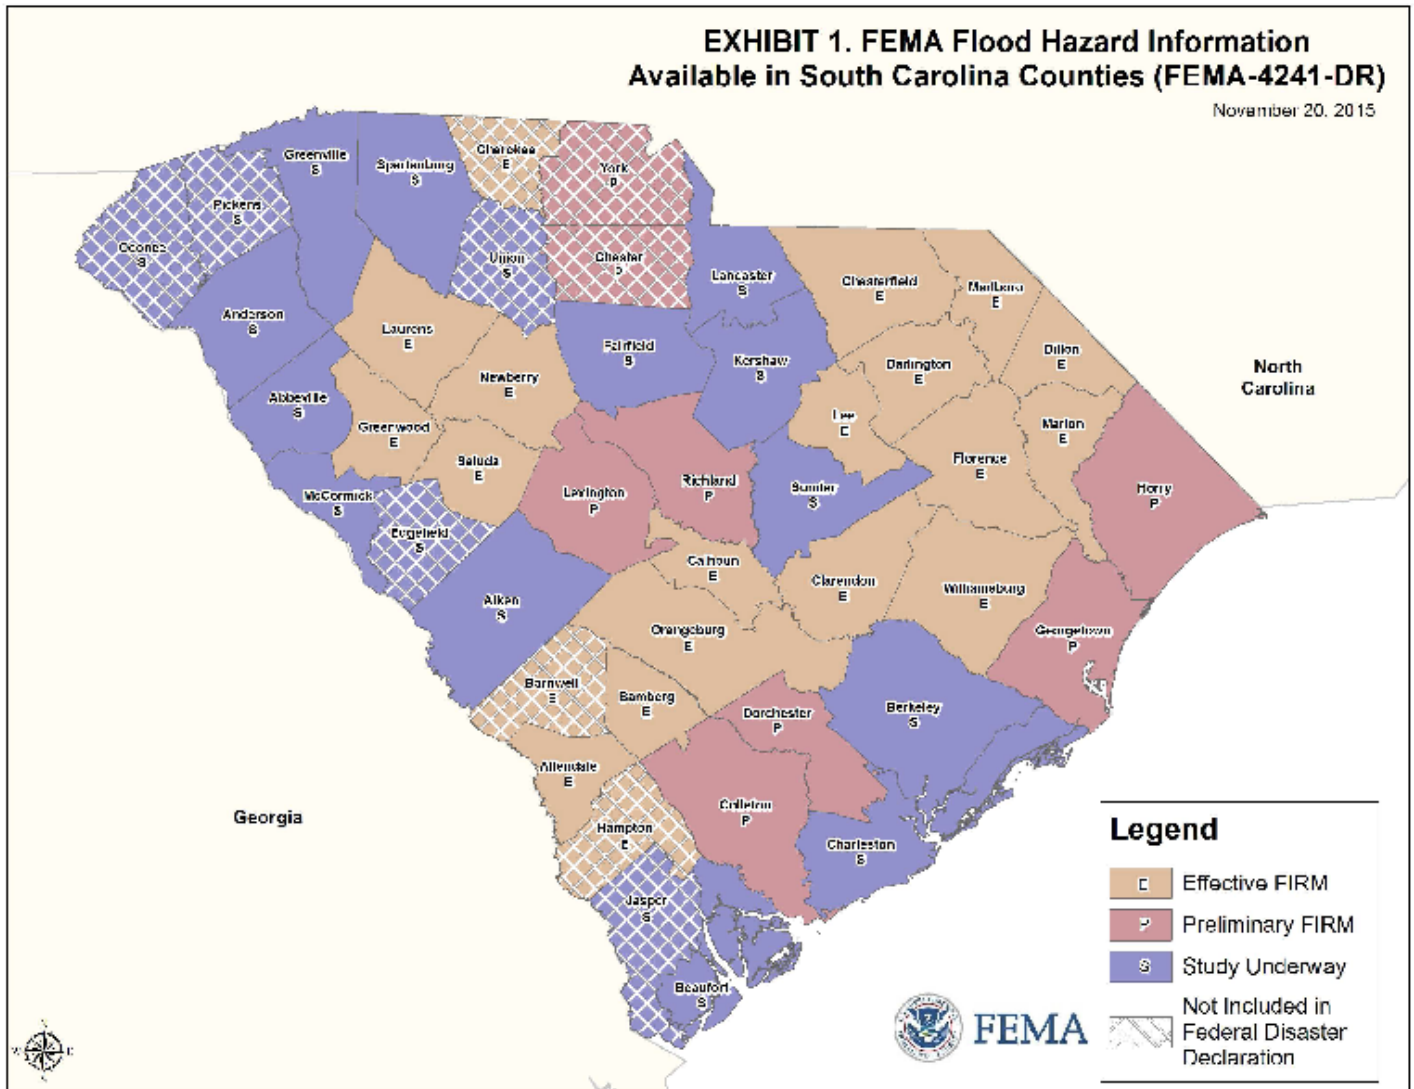 EXHIBIT 1. FEMA Flood Hazard Information
Available in South Carolina Counties (FEMA-4241-DR)
November 20, 2015
Greenville
S
Spartanburg
S
Cherokee
E
York
P
Pickens
S
Oconee
S
Union
S
Chester
P
Lancaster
S
Chesterfield
E
Marlboro
E
Anderson
S
Laurens
E
Fairfield
S
Kershaw
S
Darlington
E
Dillon
E
North
Carolina
Newberry
E
Abbeville
S
Greenwood
E
Lee
E
Marion
E
Saluda
E
Florence
E
McCormick
S
Lexington
P
Richland
P
Sumter
S
Horry
P
Edgefield
S
Calhoun
E
Clarendon
E
Williamsburg
E
Aiken
S
Orangeburg
E
Georgetown
P
Barnwell
E
Bamberg
E
Dorchester
P
Berkeley
S
Allendale
E
Colleton
P
Georgia
Hampton
E
Charleston
S
Jasper
S
Beaufort
S
Legend
E Effective FIRM
P Preliminary FIRM
S Study Underway
Not Included in
Federal Disaster
Declaration
FEMA
W E